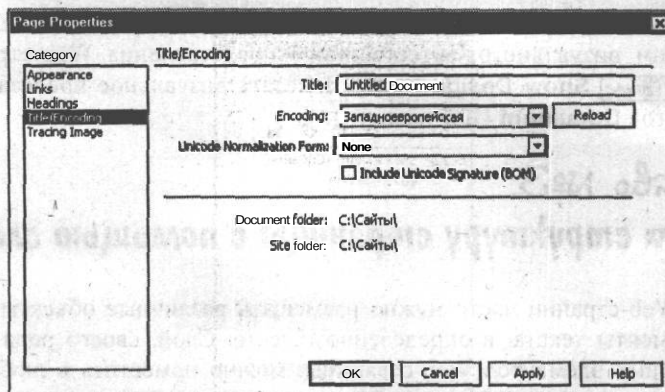 Page Properties
Category
Appearance
Links
Headings
Title/Encoding
Tracing Image
Title/Encoding
Title: Untitled Document
Encoding: Западноевропейская Reload
Unicode Normalization Form: None
Include Unicode Signature (BOM)
Document folder: C:\Сайты\
Site folder: C:\Сайты\
OK Cancel Apply Help